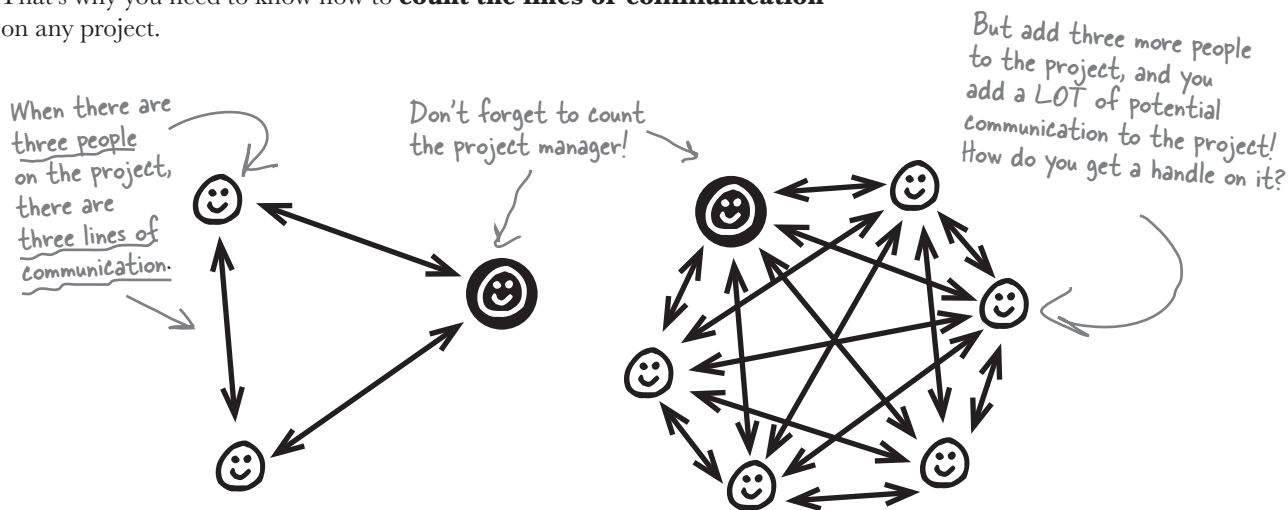 That's why you need to know how to count the lines of communication
on any project.
When there are
three people
on the project,
there are
three lines of
communication.
Don't forget to count
the project manager!
But add three more people
to the project, and you
add a LOT of potential
communication to the project!
How do you get a handle on it?